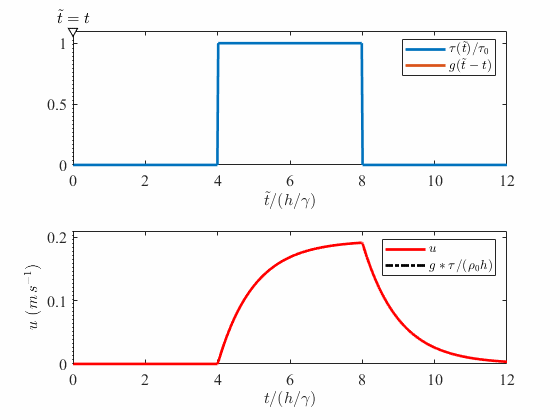 t̃ = t
1
0.5
0
τ(t̃)/τ₀
g(t̃ − t)
0 2 4 6 8 10 12
t̃/(h/γ)
0.2
0.1
0
u (m s⁻¹)
u
g * τ/(ρ₀h)
0 2 4 6 8 10 12
t/(h/γ)